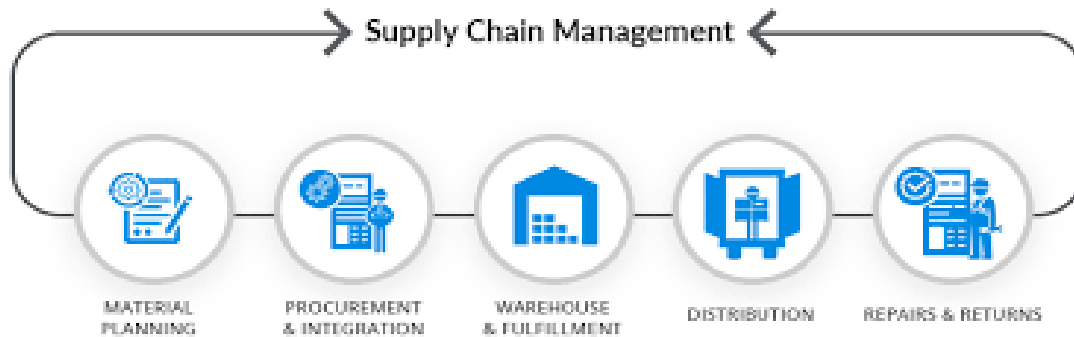 Supply Chain Management
MATERIAL
PLANNING
PROCUREMENT
& INTEGRATION
WAREHOUSE
& FULFILLMENT
DISTRIBUTION
REPAIRS & RETURNS